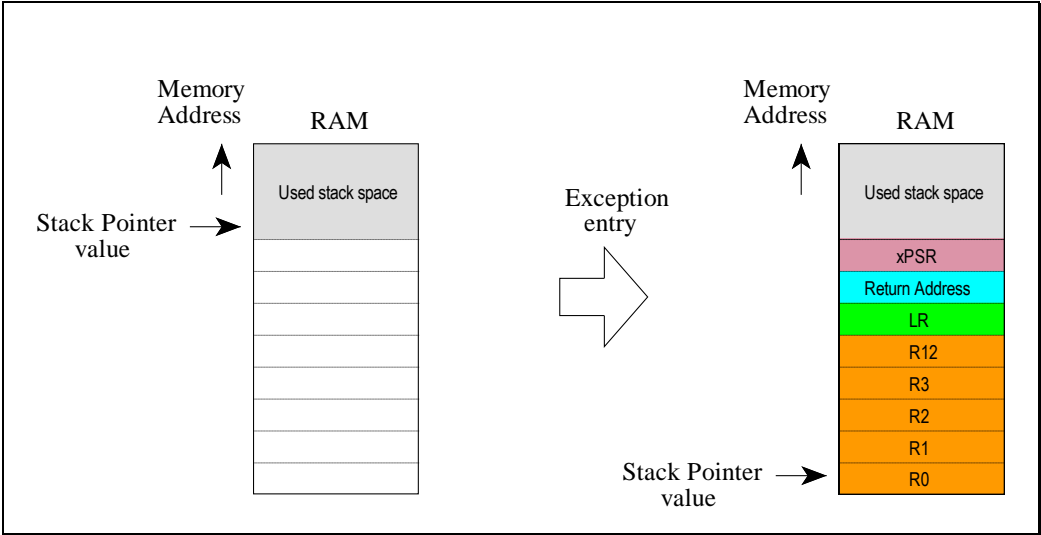 Memory
Address
RAM
Used stack space
Stack Pointer
value
Exception
entry
Memory
Address
RAM
Used stack space
xPSR
Return Address
LR
R12
R3
R2
R1
R0
Stack Pointer
value